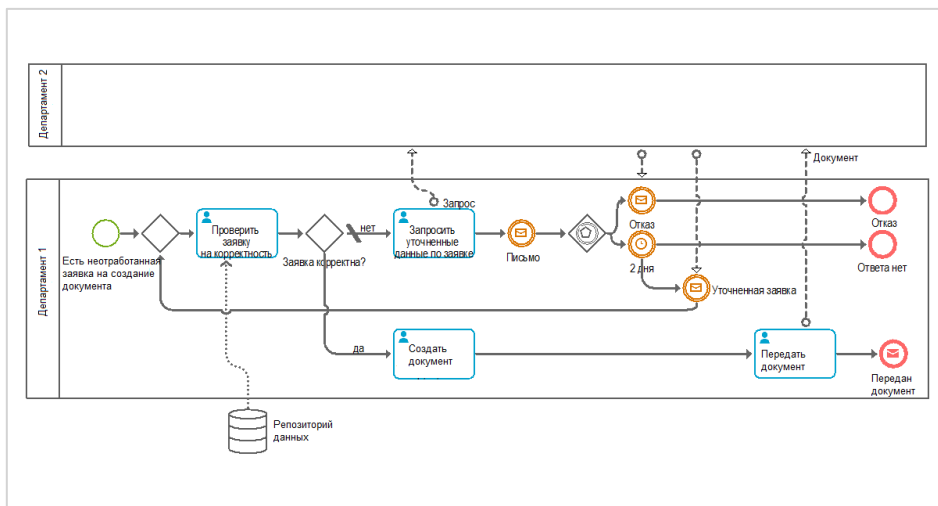 Департамент 2
Документ
Департамент 1
Запрос
нет
Проверить
заявку
на корректность
Запросить
уточненные
данные по заявке
Письмо
Отказ
Отказ
Есть неотработанная
заявка на создание
документа
Заявка корректна?
2 дня
Ответа нет
Уточненная заявка
да
Создать
документ
Передать
документ
Передан
документ
Репозиторий
данных